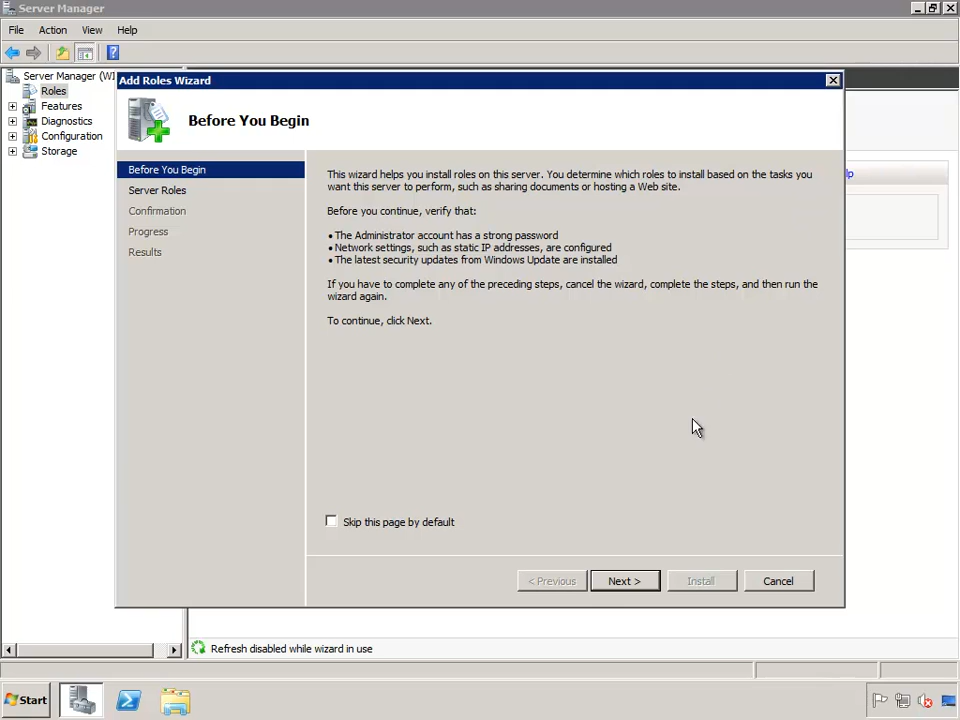 Server Manager
File Action View Help
Server Manager (WI
Roles
Features
Diagnostics
Configuration
Storage
Add Roles Wizard
Before You Begin
Before You Begin
Server Roles
Confirmation
Progress
Results
This wizard helps you install roles on this server. You determine which roles to install based on the tasks you
want this server to perform, such as sharing documents or hosting a Web site.
Before you continue, verify that:
• The Administrator account has a strong password
• Network settings, such as static IP addresses, are configured
• The latest security updates from Windows Update are installed
If you have to complete any of the preceding steps, cancel the wizard, complete the steps, and then run the
wizard again.
To continue, click Next.
Skip this page by default
< Previous
Next >
Install
Cancel
lp
Refresh disabled while wizard in use
Start